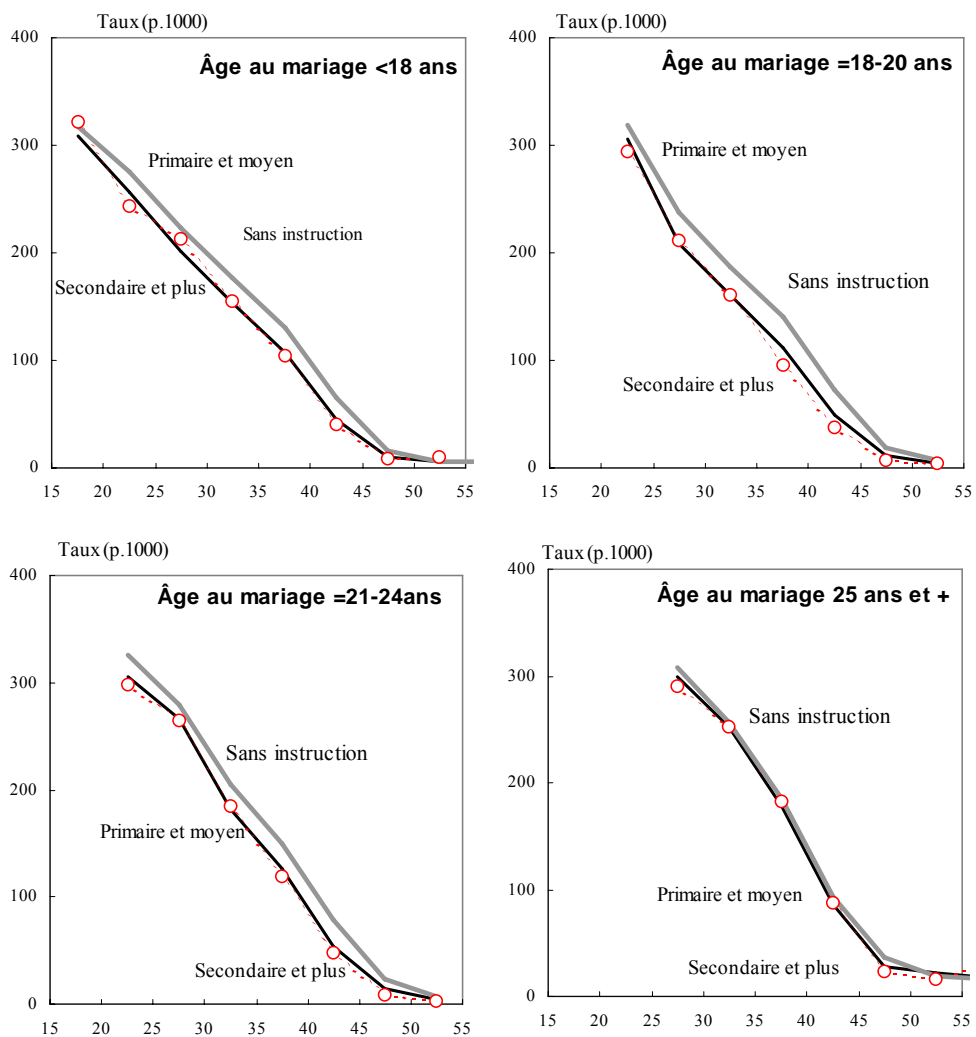 Taux (p.1000)
Âge au mariage <18 ans
400
300
200
100
0
Primaire et moyen
Sans instruction
Secondaire et plus
15 20 25 30 35 40 45 50 55
Taux (p.1000)
Âge au mariage =18-20 ans
400
300
200
100
0
Primaire et moyen
Sans instruction
Secondaire et plus
15 20 25 30 35 40 45 50 55
Taux (p.1000)
Âge au mariage =21-24ans
400
300
200
100
0
Sans instruction
Primaire et moyen
Secondaire et plus
15 20 25 30 35 40 45 50 55
Taux (p.1000)
Âge au mariage 25 ans et +
400
300
200
100
0
Sans instruction
Primaire et moyen
Secondaire et plus
15 20 25 30 35 40 45 50 55